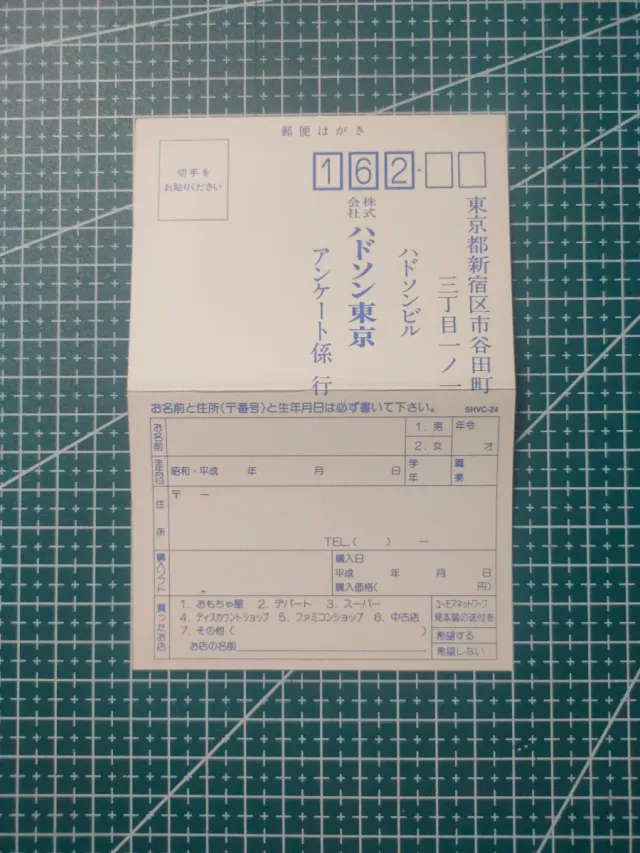 郵便はがき
切手を
お貼りください
162-
東京都新宿区市谷田町
三丁目一ノ一
ハドソンビル
株式会社 ハドソン東京
アンケート係 行
お名前と住所(〒番号)と生年月日は必ず書いて下さい。 SHVC-24
お名前 1. 男 2. 女 年令 才
生年月日 昭和・平成 年 月 日 学年 職業
住所 〒 ー
TEL.( ) ー
購入ソフト 購入日
平成 年 月 日
購入価格( 円)
買ったお店 1. おもちゃ屋 2. デパート 3. スーパー
4. ディスカウントショップ 5. ファミコンショップ 6. 中古店
7. その他( )
お店の名前
ユーモアネットワーク
見本誌の送付を
希望する
希望しない